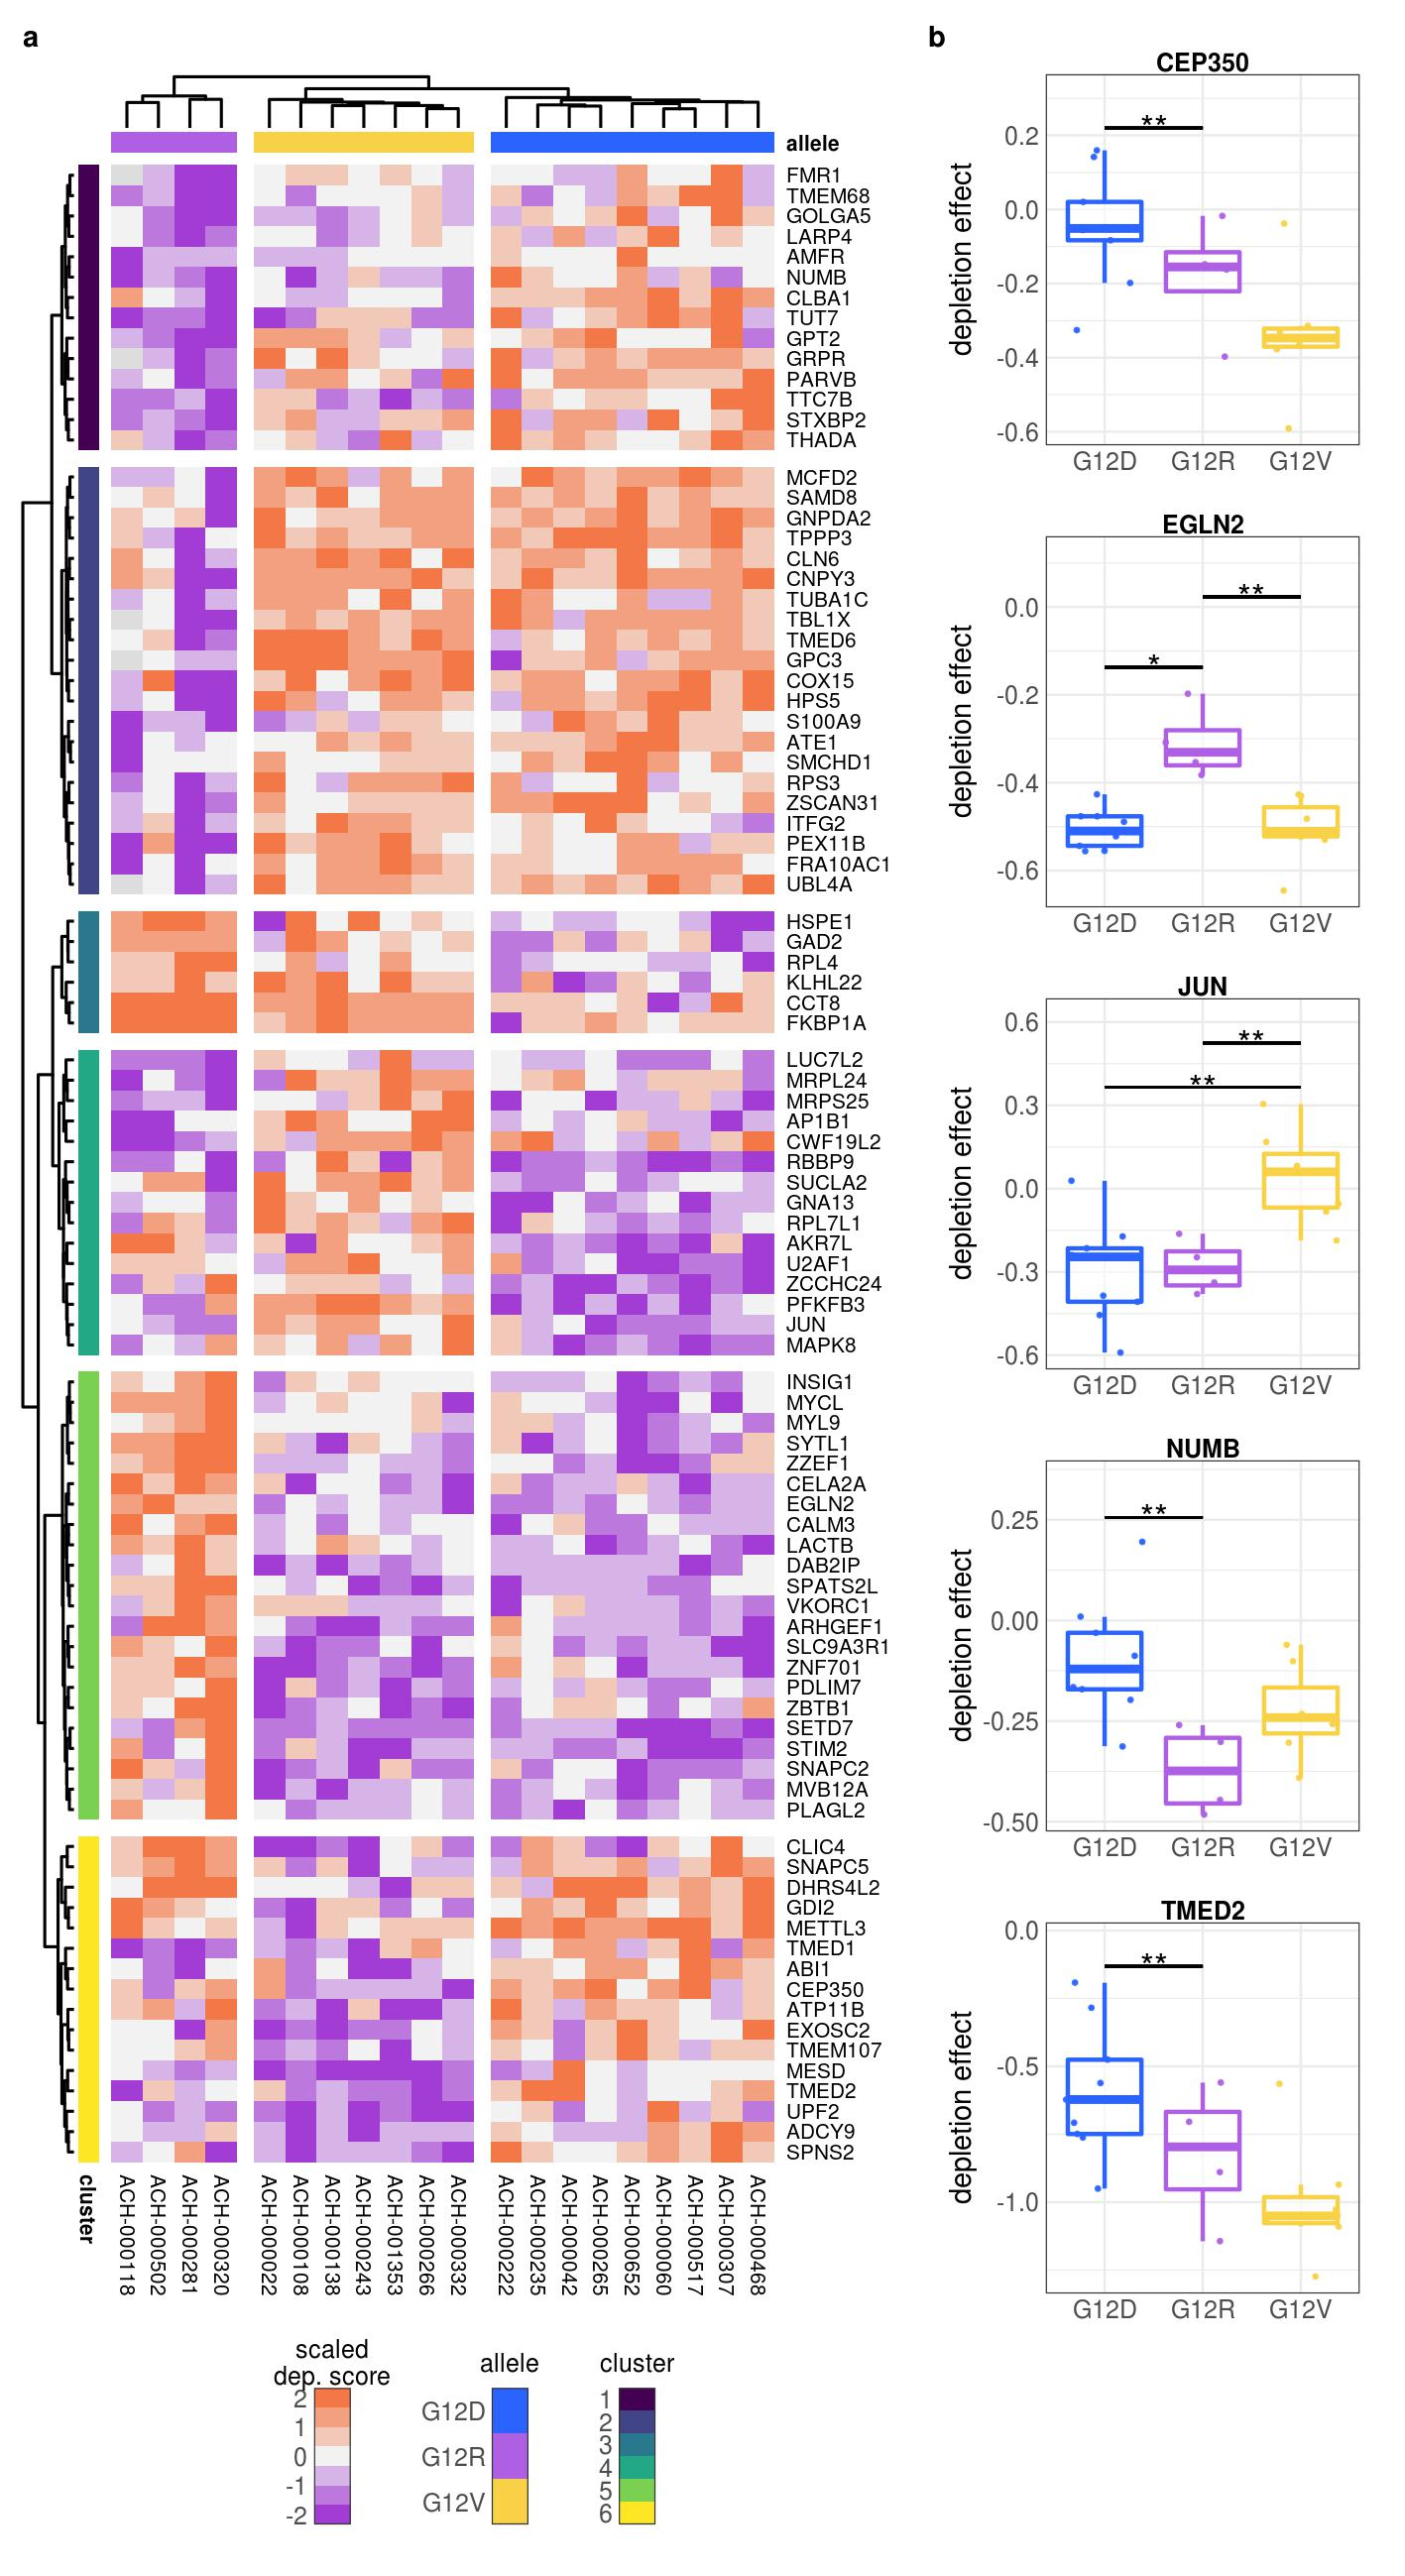 a
allele
FMR1
TMEM68
GOLGA5
LARP4
AMFR
NUMB
CLBA1
TUT7
GPT2
GRPR
PARVB
TTC7B
STXBP2
THADA
MCFD2
SAMD8
GNPDA2
TPPP3
CLN6
CNPY3
TUBA1C
TBL1X
TMED6
GPC3
COX15
HPS5
S100A9
ATE1
SMCHD1
RPS3
ZSCAN31
ITFG2
PEX11B
FRA10AC1
UBL4A
HSPE1
GAD2
RPL4
KLHL22
CCT8
FKBP1A
LUC7L2
MRPL24
MRPS25
AP1B1
CWF19L2
RBBP9
SUCLA2
GNA13
RPL7L1
AKR7L
U2AF1
ZCCHC24
PFKFB3
JUN
MAPK8
INSIG1
MYCL
MYL9
SYTL1
ZZEF1
CELA2A
EGLN2
CALM3
LACTB
DAB2IP
SPATS2L
VKORC1
ARHGEF1
SLC9A3R1
ZNF701
PDLIM7
ZBTB1
SETD7
STIM2
SNAPC2
MVB12A
PLAGL2
CLIC4
SNAPC5
DHRS4L2
GDI2
METTL3
TMED1
ABI1
CEP350
ATP11B
EXOSC2
TMEM107
MESD
TMED2
UPF2
ADCY9
SPNS2
cluster
ACH-000118
ACH-000502
ACH-000281
ACH-000320
ACH-000022
ACH-000108
ACH-000138
ACH-000243
ACH-001353
ACH-000266
ACH-000332
ACH-000222
ACH-000235
ACH-000042
ACH-000265
ACH-000652
ACH-000060
ACH-000517
ACH-000307
ACH-000468
scaled
dep. score
2
1
0
-1
-2
allele
G12D
G12R
G12V
cluster
1
2
3
4
5
6
b
CEP350
depletion effect
0.2
0.0
-0.2
-0.4
-0.6
**
G12D G12R G12V
EGLN2
depletion effect
0.0
-0.2
-0.4
-0.6
**
*
G12D G12R G12V
JUN
depletion effect
0.6
0.3
0.0
-0.3
-0.6
**
**
G12D G12R G12V
NUMB
depletion effect
0.25
0.00
-0.25
-0.50
**
G12D G12R G12V
TMED2
depletion effect
0.0
-0.5
-1.0
**
G12D G12R G12V